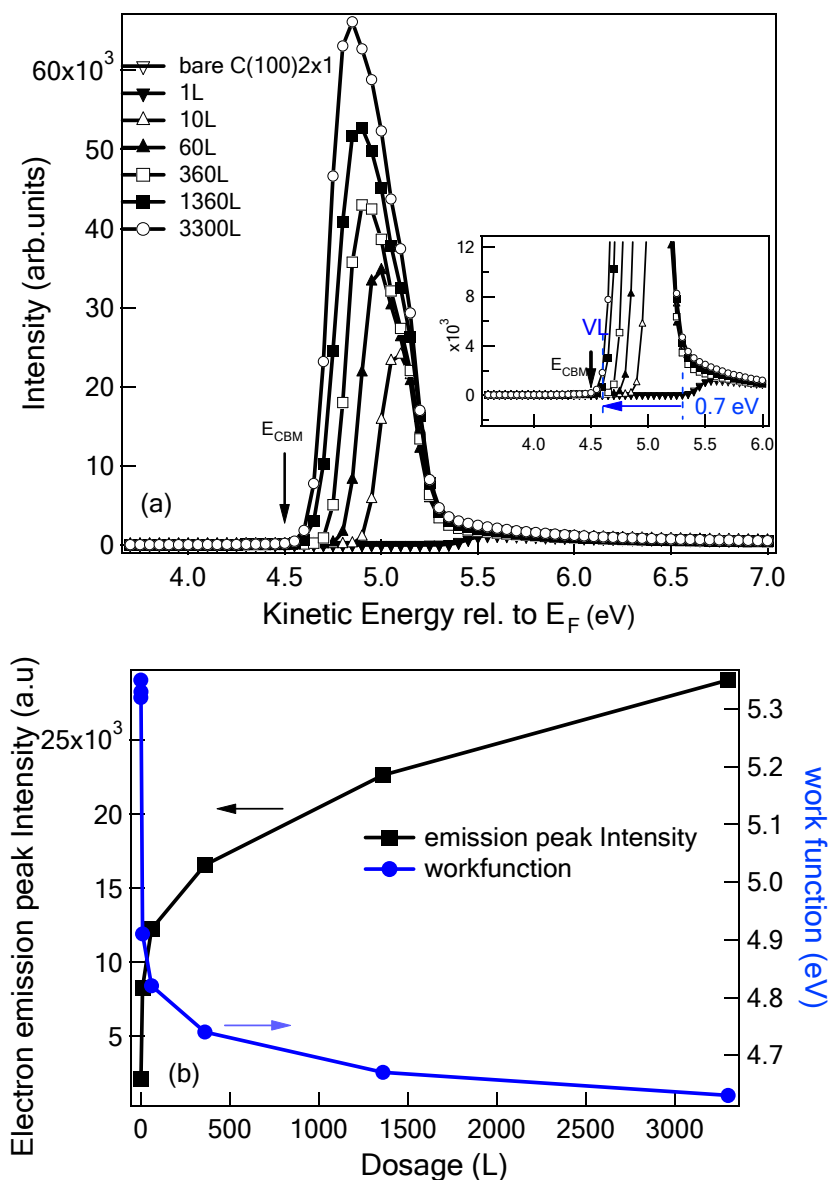 60x10³
50
40
30
20
10
0
Intensity (arb.units)
bare C(100)2x1
1L
10L
60L
360L
1360L
3300L
E_CBM
(a)
12
8
4
0
x10³
VL
E_CBM
0.7 eV
4.0 4.5 5.0 5.5 6.0
4.0 4.5 5.0 5.5 6.0 6.5 7.0
Kinetic Energy rel. to E_F (eV)
Electron emission peak Intensity (a.u)
25x10³
20
15
10
5
emission peak Intensity
workfunction
(b)
5.3
5.2
5.1
5.0
4.9
4.8
4.7
work function (eV)
0 500 1000 1500 2000 2500 3000
Dosage (L)